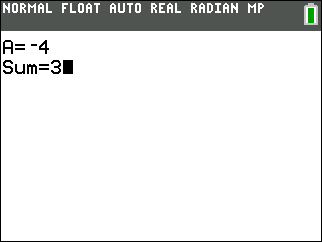 NORMAL FLOAT AUTO REAL RADIAN MP
A= -4
Sum=3